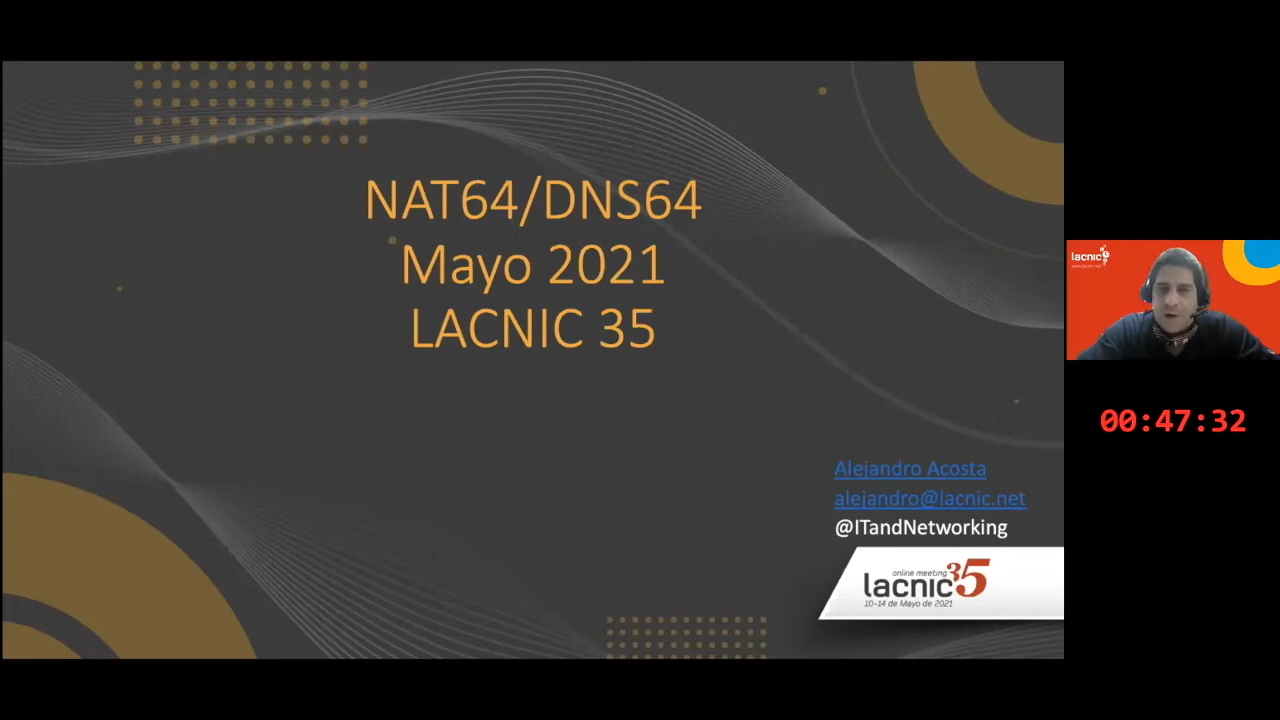 NAT64/DNS64
Mayo 2021
LACNIC 35
Alejandro Acosta
alejandro@lacnic.net
@ITandNetworking
online meeting
lacnic35
10-14 de Mayo de 2021
lacnic
00:47:32